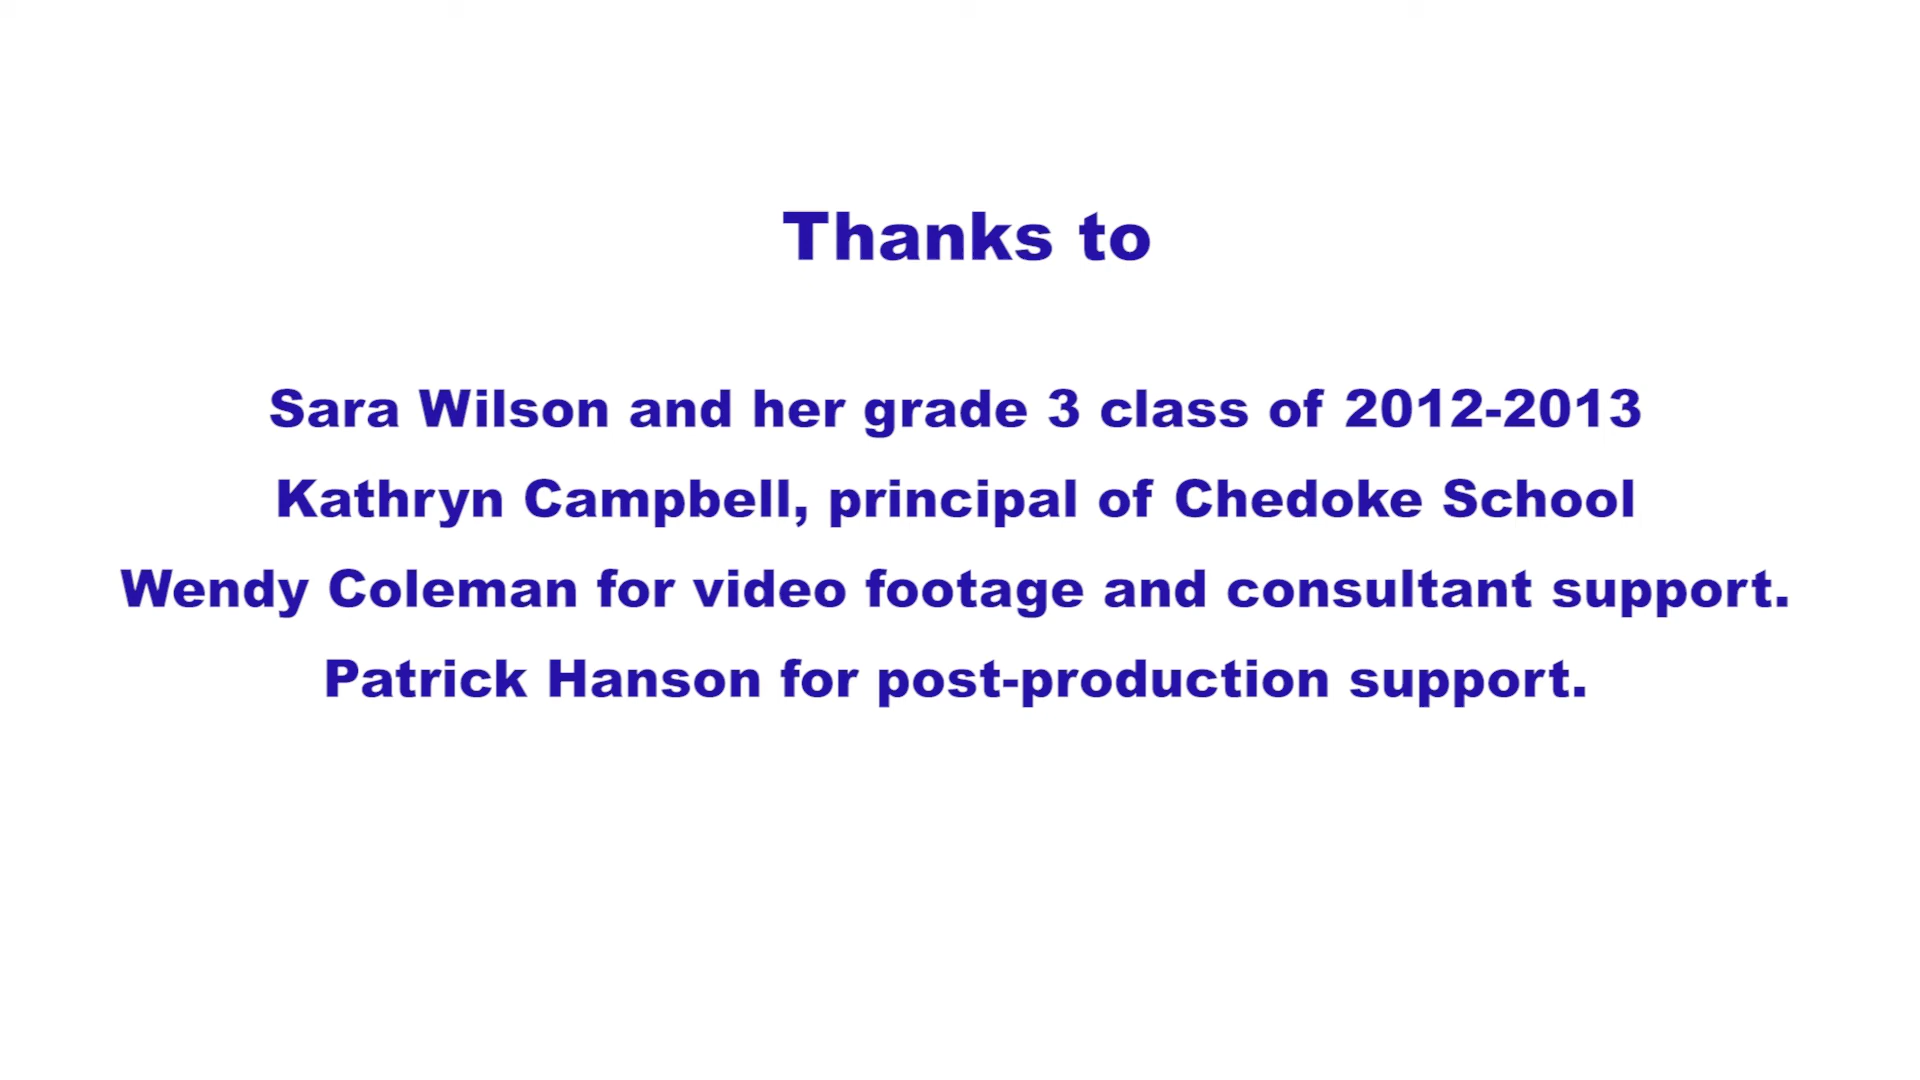 Thanks to
Sara Wilson and her grade 3 class of 2012-2013
Kathryn Campbell, principal of Chedoke School
Wendy Coleman for video footage and consultant support.
Patrick Hanson for post-production support.